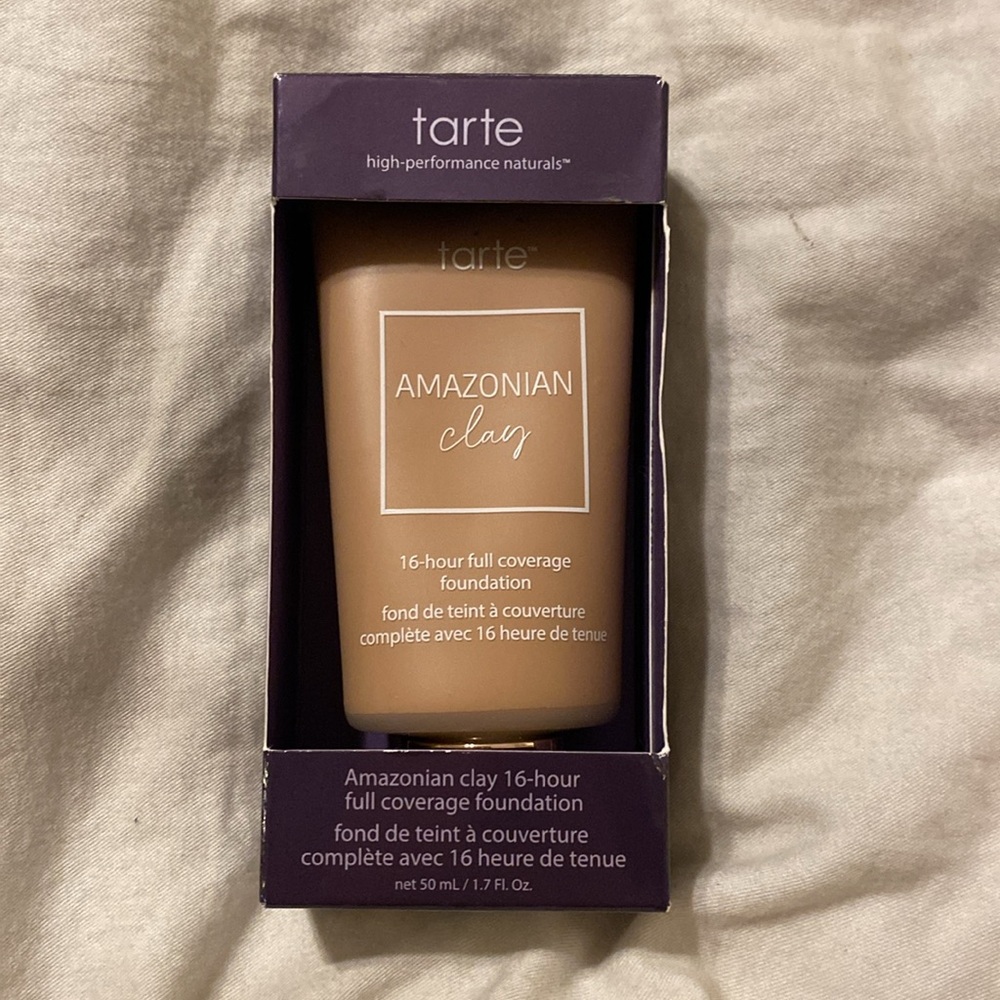 tarte
high-performance naturals™
tarte™
AMAZONIAN
clay
16-hour full coverage
foundation
fond de teint à couverture
complète avec 16 heure de tenue
Amazonian clay 16-hour
full coverage foundation
fond de teint à couverture
complète avec 16 heure de tenue
net 50 mL / 1.7 Fl. Oz.